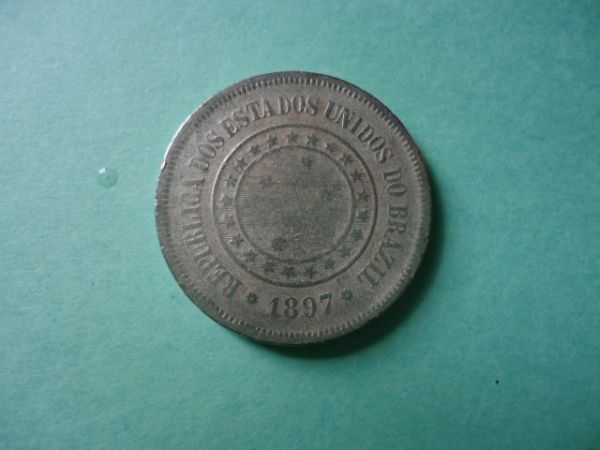 REPUBLICA DOS ESTADOS UNIDOS DO BRAZIL
1897